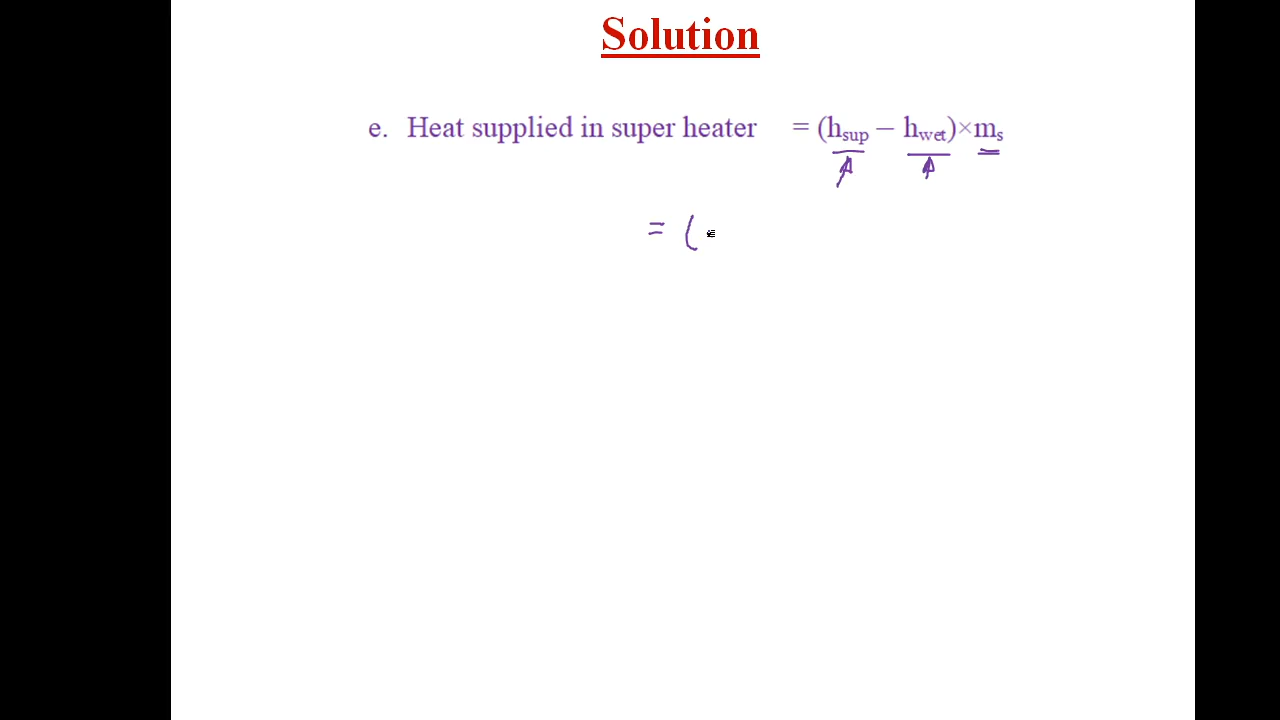 Solution
e. Heat supplied in super heater = (hsup – hwet)×ms
= (